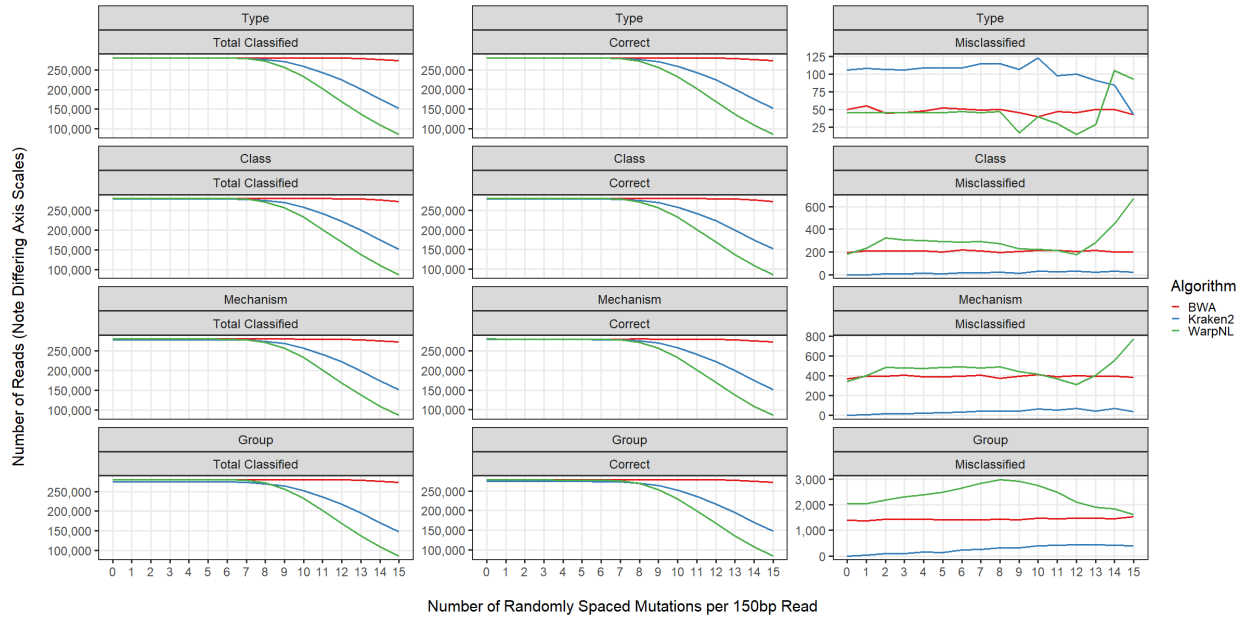 Type
Total Classified
250,000
200,000
150,000
100,000
Type
Correct
250,000
200,000
150,000
100,000
Type
Misclassified
125
100
75
50
25
Class
Total Classified
250,000
200,000
150,000
100,000
Class
Correct
250,000
200,000
150,000
100,000
Class
Misclassified
600
400
200
0
Mechanism
Total Classified
250,000
200,000
150,000
100,000
Mechanism
Correct
250,000
200,000
150,000
100,000
Mechanism
Misclassified
800
600
400
200
0
Group
Total Classified
250,000
200,000
150,000
100,000
0 1 2 3 4 5 6 7 8 9 10 11 12 13 14 15
Group
Correct
250,000
200,000
150,000
100,000
0 1 2 3 4 5 6 7 8 9 10 11 12 13 14 15
Group
Misclassified
3,000
2,000
1,000
0
0 1 2 3 4 5 6 7 8 9 10 11 12 13 14 15
Number of Reads (Note Differing Axis Scales)
Number of Randomly Spaced Mutations per 150bp Read
Algorithm
BWA
Kraken2
WarpNL